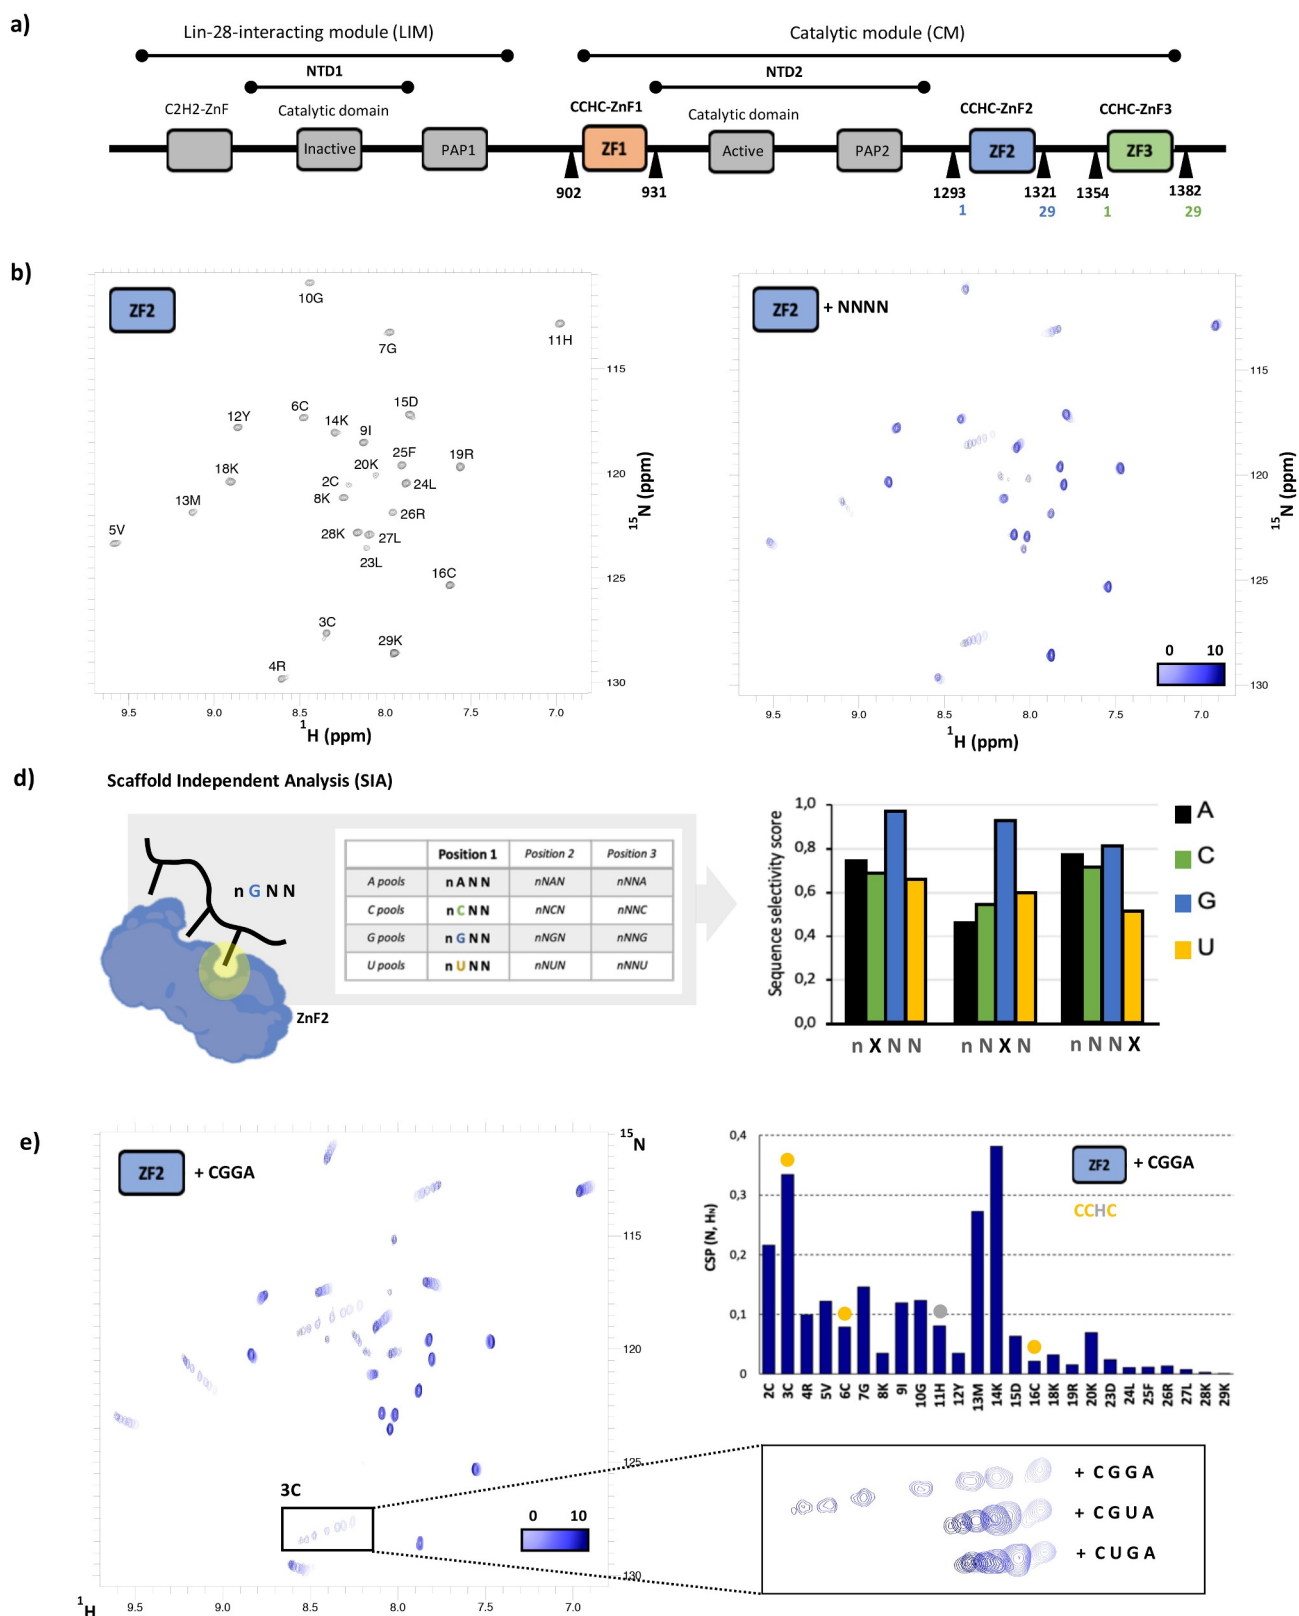 a)
Lin-28-interacting module (LIM)
Catalytic module (CM)
NTD1
NTD2
C2H2-ZnF
Catalytic domain
CCHC-ZnF1
Catalytic domain
CCHC-ZnF2
CCHC-ZnF3
Inactive
PAP1
ZF1
Active
PAP2
ZF2
ZF3
902
931
1293
1321
1354
1382
1
29
1
29
b)
ZF2
10G
7G
11H
115
6C
15D
12Y
14K
9I
25F
20K
19R
18K
2C
24L
120
13M
8K
26R
5V
28K
27L
23L
16C
125
3C
29K
4R
130
9.5
9.0
8.5
8.0
7.5
7.0
1H (ppm)
15N (ppm)
ZF2 + NNNN
115
120
125
130
0 10
9.5
9.0
8.5
8.0
7.5
7.0
1H (ppm)
15N (ppm)
d)
Scaffold Independent Analysis (SIA)
n G N N
ZnF2
Position 1 Position 2 Position 3
A pools n A N N nNAN nNNA
C pools n C N N nNCN nNNC
G pools n G N N nNGN nNNG
U pools n U N N nNUN nNNU
Sequence selectivity score
1,0
0,8
0,6
0,4
0,2
0,0
n X N N
n N X N
n N N X
A
C
G
U
e)
ZF2 + CGGA
15N
115
120
125
130
3C
0 10
1H
9.5
9.0
8.5
8.0
7.5
7.0
CSP (N, HN)
0,4
0,3
0,2
0,1
0
ZF2 + CGGA
CCHC
2C 3C 4R 5V 6C 7G 8K 9I 10G 11H 12Y 13M 14K 15D 16C 18K 19R 20K 23D 24L 25F 26R 27L 28K 29K
+ C G G A
+ C G U A
+ C U G A